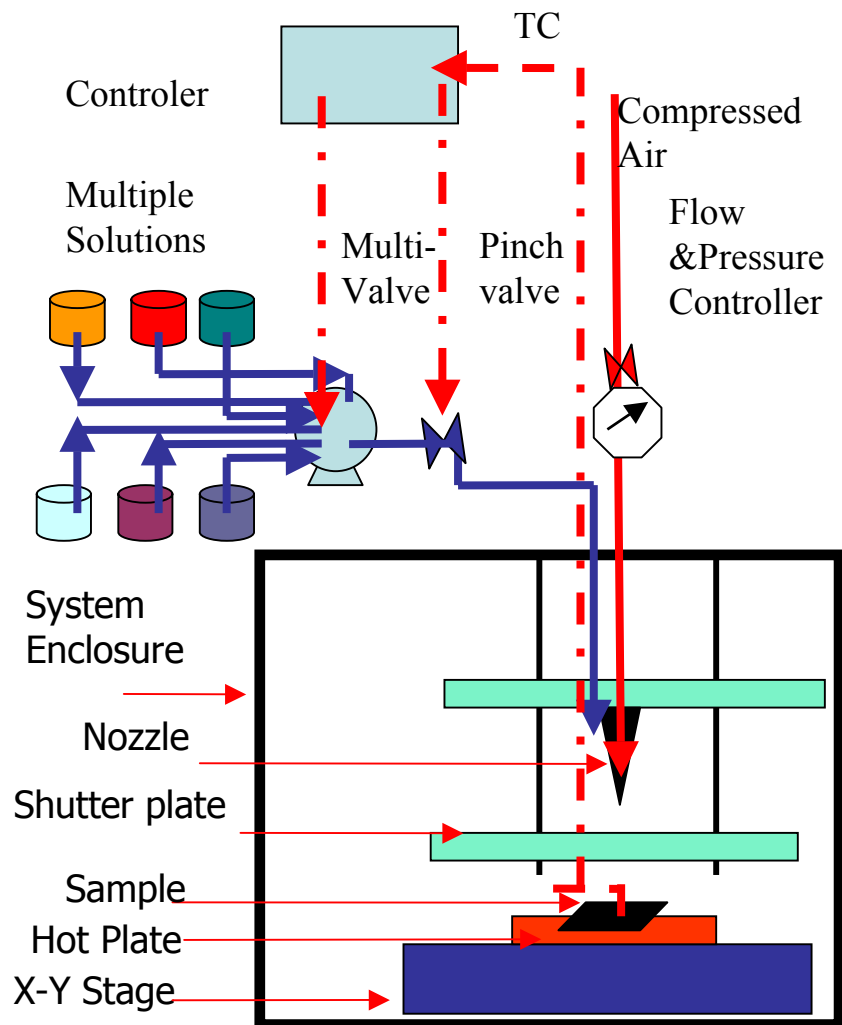 TC
Controler
Compressed
Air
Multiple
Solutions
Multi-
Valve
Pinch
valve
Flow
&Pressure
Controller
System
Enclosure
Nozzle
Shutter plate
Sample
Hot Plate
X-Y Stage